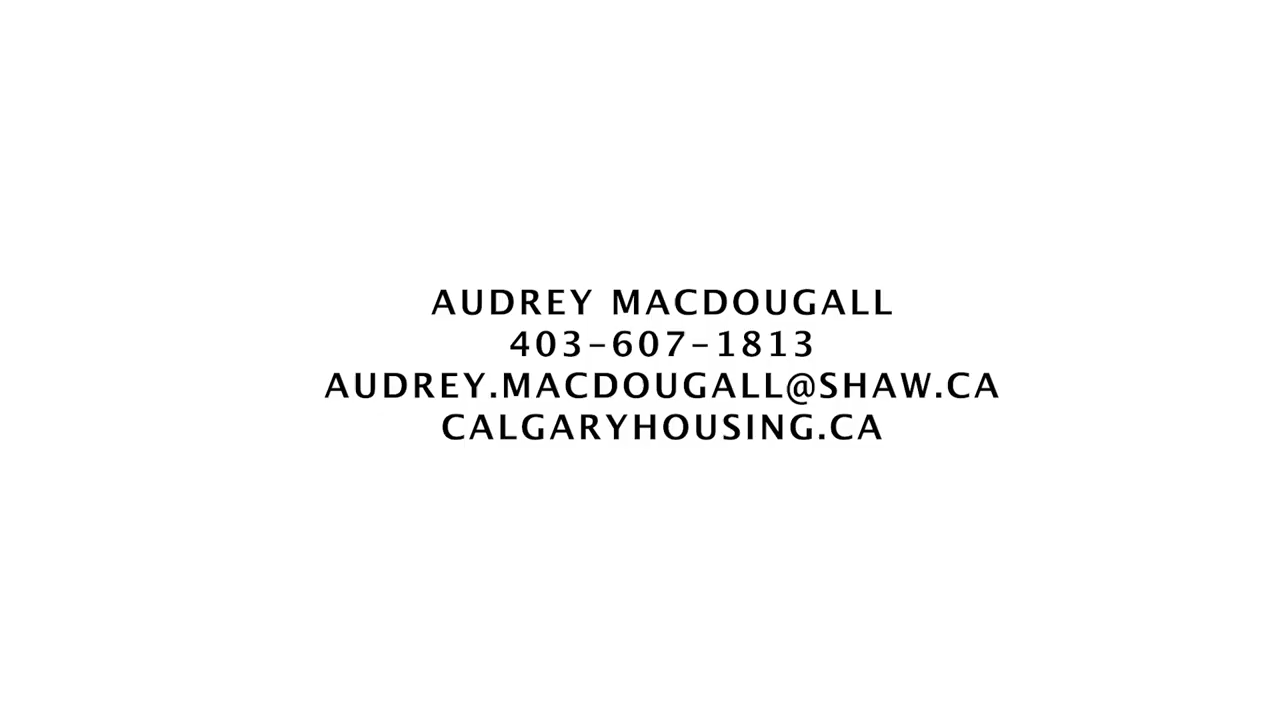 AUDREY MACDOUGALL
403-607-1813
AUDREY.MACDOUGALL@SHAW.CA
CALGARYHOUSING.CA